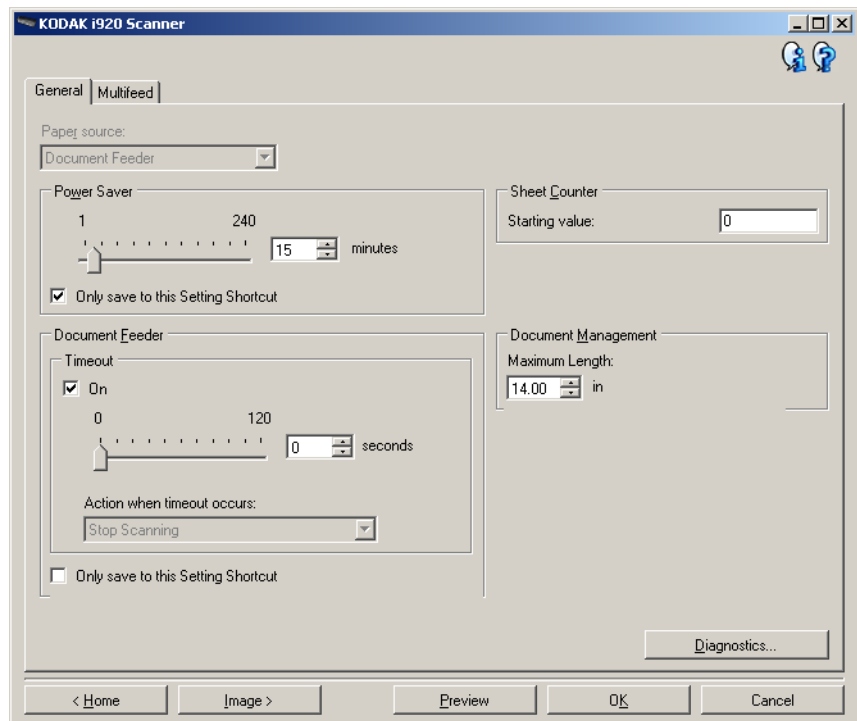 KODAK i920 Scanner
General
Multifeed
Paper source:
Document Feeder
Power Saver
1 240
15 minutes
Only save to this Setting Shortcut
Sheet Counter
Starting value: 0
Document Feeder
Timeout
On
0 120
0 seconds
Action when timeout occurs:
Stop Scanning
Only save to this Setting Shortcut
Document Management
Maximum Length:
14.00 in
Diagnostics...
< Home
Image >
Preview
OK
Cancel